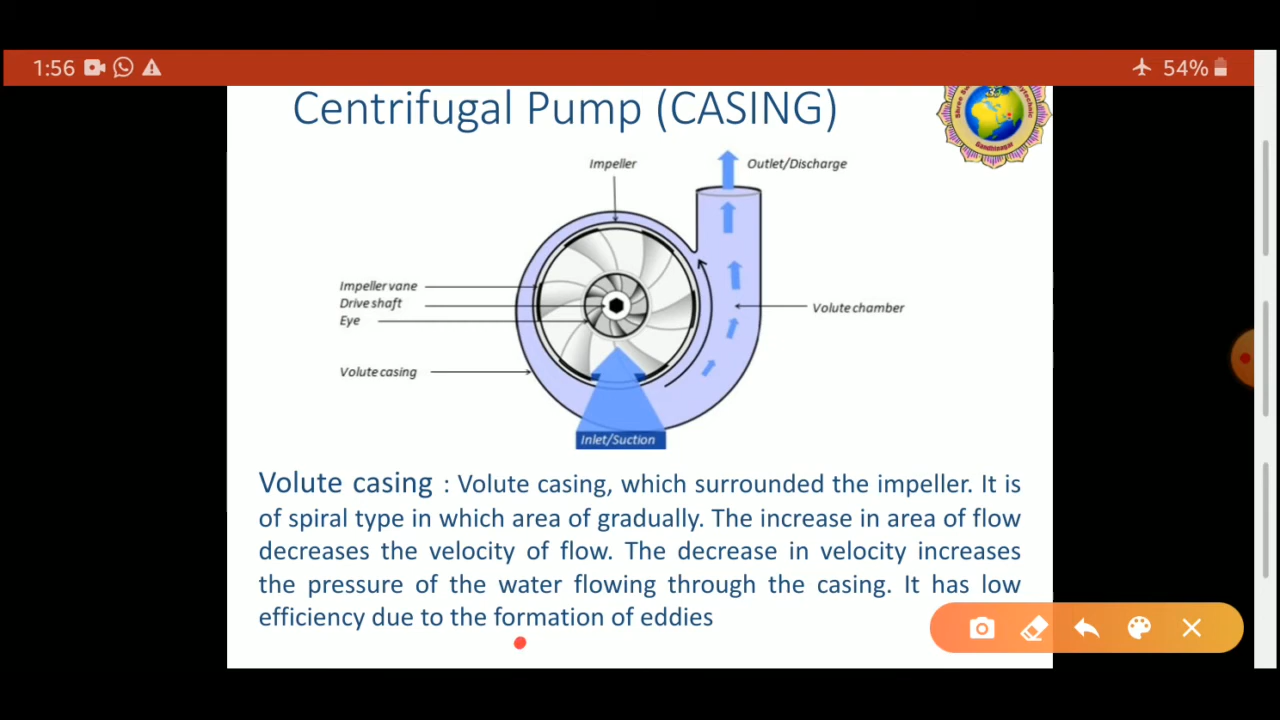 1:56
54%
Centrifugal Pump (CASING)
Gandhinagar
Impeller
Outlet/Discharge
Impeller vane
Drive shaft
Eye
Volute chamber
Volute casing
Inlet/Suction
Volute casing : Volute casing, which surrounded the impeller. It is
of spiral type in which area of gradually. The increase in area of flow
decreases the velocity of flow. The decrease in velocity increases
the pressure of the water flowing through the casing. It has low
efficiency due to the formation of eddies